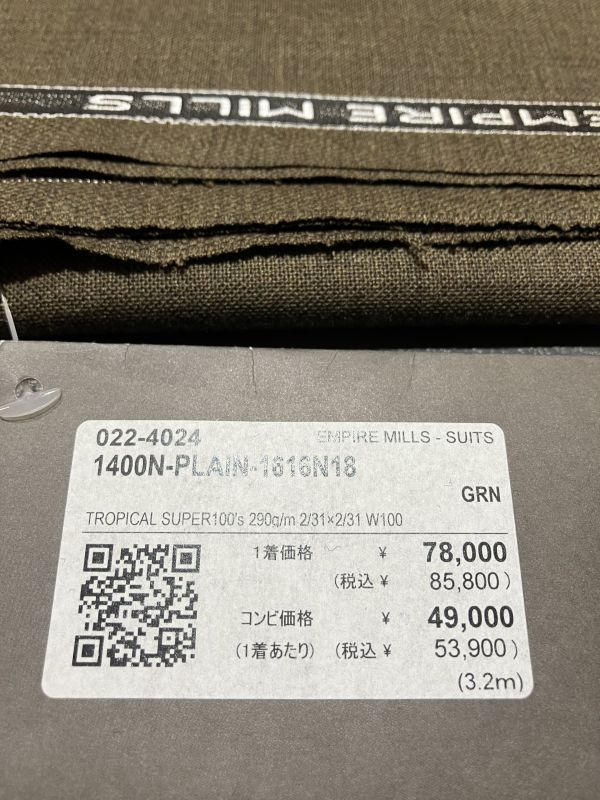 EMPIRE MILLS
022-4024
EMPIRE MILLS - SUITS
1400N-PLAIN-1616N18
GRN
TROPICAL SUPER100's 290g/m 2/31×2/31 W100
1着価格 ¥ 78,000
(税込 ¥ 85,800 )
コンビ価格 ¥ 49,000
(1着あたり) (税込 ¥ 53,900 )
(3.2m)